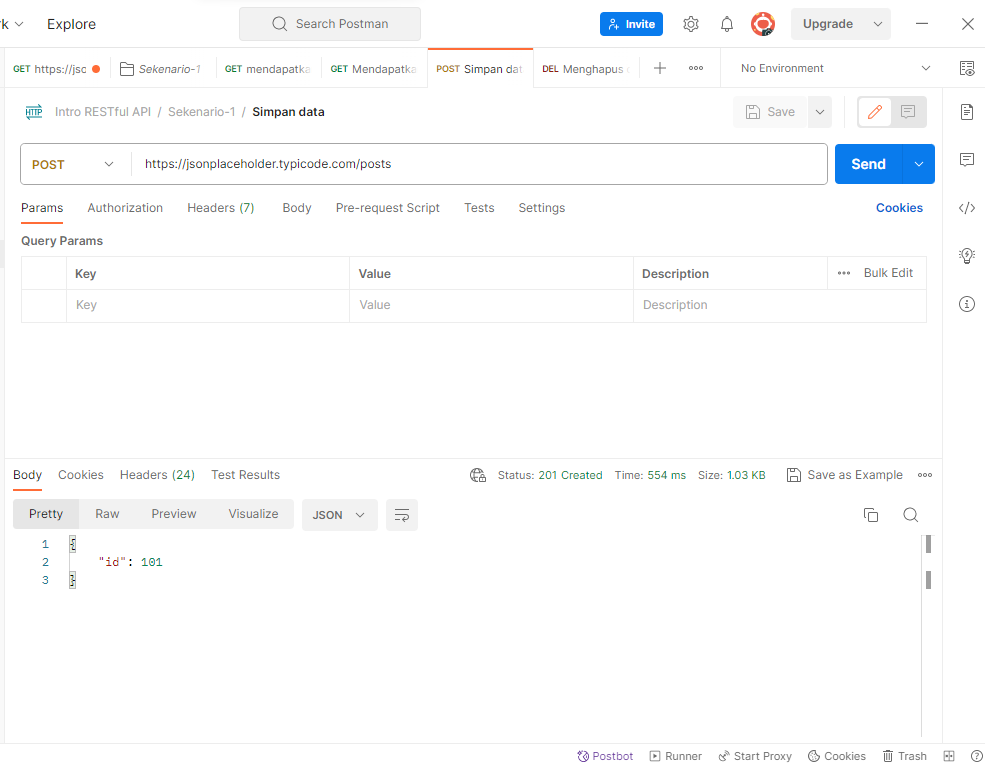 rk Explore Search Postman Invite Upgrade
GET https://jsc Sekenario-1 GET mendapatka GET Mendapatka POST Simpan dat DEL Menghapus No Environment
HTTP Intro RESTful API / Sekenario-1 / Simpan data Save
POST https://jsonplaceholder.typicode.com/posts Send
Params Authorization Headers (7) Body Pre-request Script Tests Settings Cookies
Query Params
Key Value Description ••• Bulk Edit
Key Value Description
Body Cookies Headers (24) Test Results Status: 201 Created Time: 554 ms Size: 1.03 KB Save as Example
Pretty Raw Preview Visualize JSON
1 {
2 "id": 101
3 }
Postbot Runner Start Proxy Cookies Trash